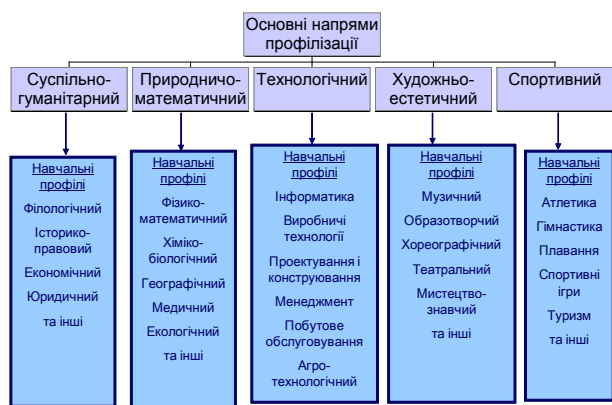 Основні напрями
профілізації
Суспільно-
гуманітарний
Природничо-
математичний
Технологічний
Художньо-
естетичний
Спортивний
Навчальні
профілі
Філологічний
Історико-
правовий
Економічний
Юридичний
та інші
Навчальні
профілі
Фізико-
математичний
Хіміко-
біологічний
Географічний
Медичний
Екологічний
та інші
Навчальні
профілі
Інформатика
Виробничі
технології
Проектування і
конструювання
Менеджмент
Побутове
обслуговування
Агро-
технологічний
Навчальні
профілі
Музичний
Образотворчий
Хореографічний
Театральний
Мистецтво-
знавчий
та інші
Навчальні
профілі
Атлетика
Гімнастика
Плавання
Спортивні
ігри
Туризм
та інші